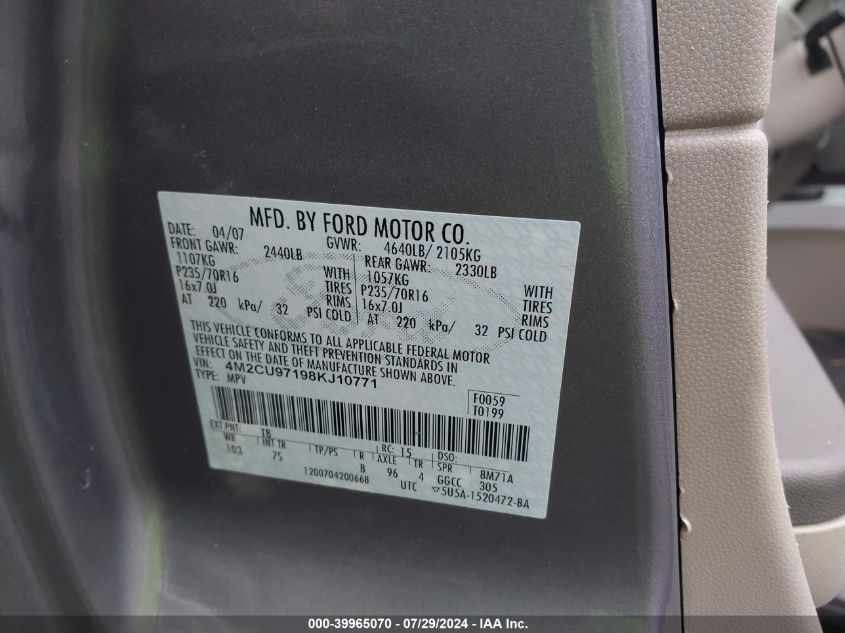 MFD. BY FORD MOTOR CO.
DATE: 04/07 GVWR: 4640LB/ 2105KG
FRONT GAWR: 2440LB REAR GAWR: 2330LB
1107KG WITH 1057KG WITH
P235/70R16 TIRES P235/70R16 TIRES
16x7.0J RIMS 16x7.0J RIMS
AT 220 kPa/ 32 PSI COLD AT 220 kPa/ 32 PSI COLD
THIS VEHICLE CONFORMS TO ALL APPLICABLE FEDERAL MOTOR
VEHICLE SAFETY AND THEFT PREVENTION STANDARDS IN
EFFECT ON THE DATE OF MANUFACTURE SHOWN ABOVE.
VIN: 4M2CU97198KJ10771
TYPE: MPV
F0059
T0199
EXT PNT: T8 RC: 15 DSO:
WB INT TR TP/PS R AXLE TR SPR 8M71A
103 75 B 96 4 GGCC 305
1200704200668 UTC ▽5U5A-1520472-BA
000-39965070 / 07/29/2024 - IAA Inc.